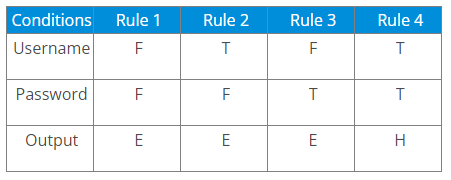 Conditions Rule 1 Rule 2 Rule 3 Rule 4
Username F T F T
Password F F T T
Output E E E H